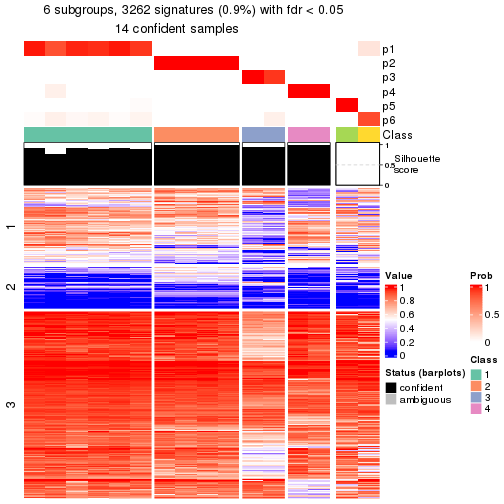 6 subgroups, 3262 signatures (0.9%) with fdr < 0.05
14 confident samples
p1
p2
p3
p4
p5
p6
Class
1
0.5
0
Silhouette
score
1
2
3
Value
1
0.8
0.6
0.4
0.2
0
Status (barplots)
confident
ambiguous
Prob
1
0.5
0
Class
1
2
3
4